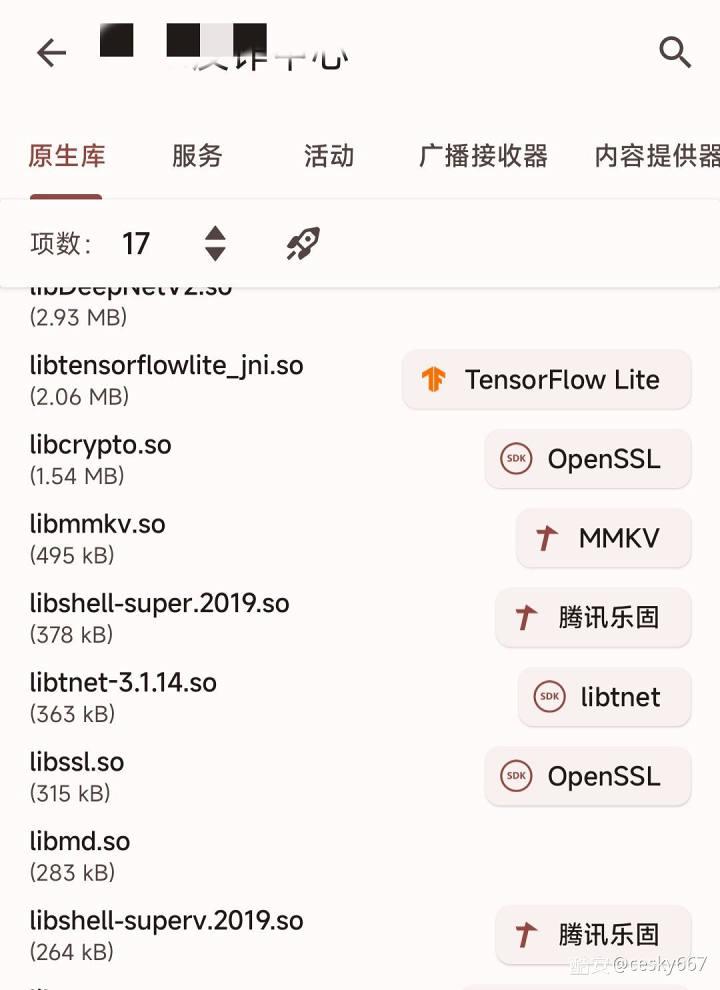 反诈中心
原生库 服务 活动 广播接收器 内容提供器
项数： 17
libDeepNetV2.so
(2.93 MB)
libtensorflowlite_jni.so
TensorFlow Lite
(2.06 MB)
libcrypto.so
SDK OpenSSL
(1.54 MB)
libmmkv.so
MMKV
(495 kB)
libshell-super.2019.so
腾讯乐固
(378 kB)
libtnet-3.1.14.so
SDK libtnet
(363 kB)
libssl.so
SDK OpenSSL
(315 kB)
libmd.so
(283 kB)
libshell-superv.2019.so
腾讯乐固
(264 kB)
酷安 @cesky667